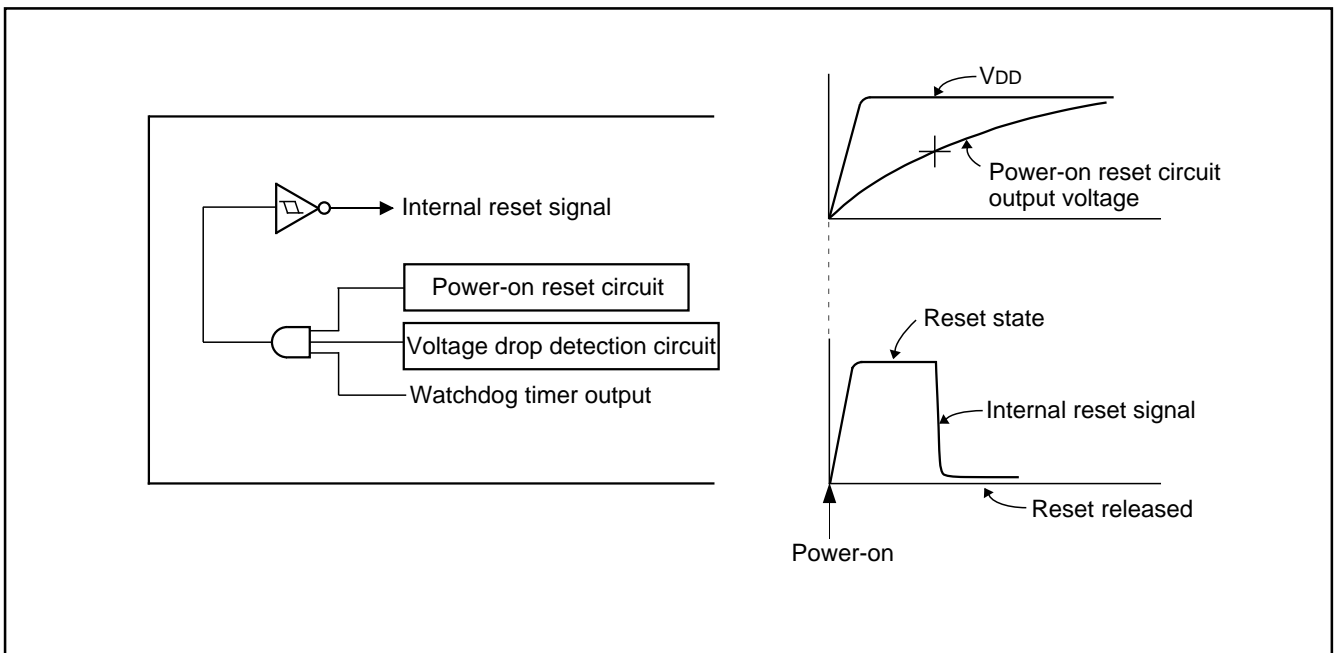 Internal reset signal
Power-on reset circuit
Voltage drop detection circuit
Watchdog timer output
VDD
Power-on reset circuit
output voltage
Reset state
Internal reset signal
Reset released
Power-on